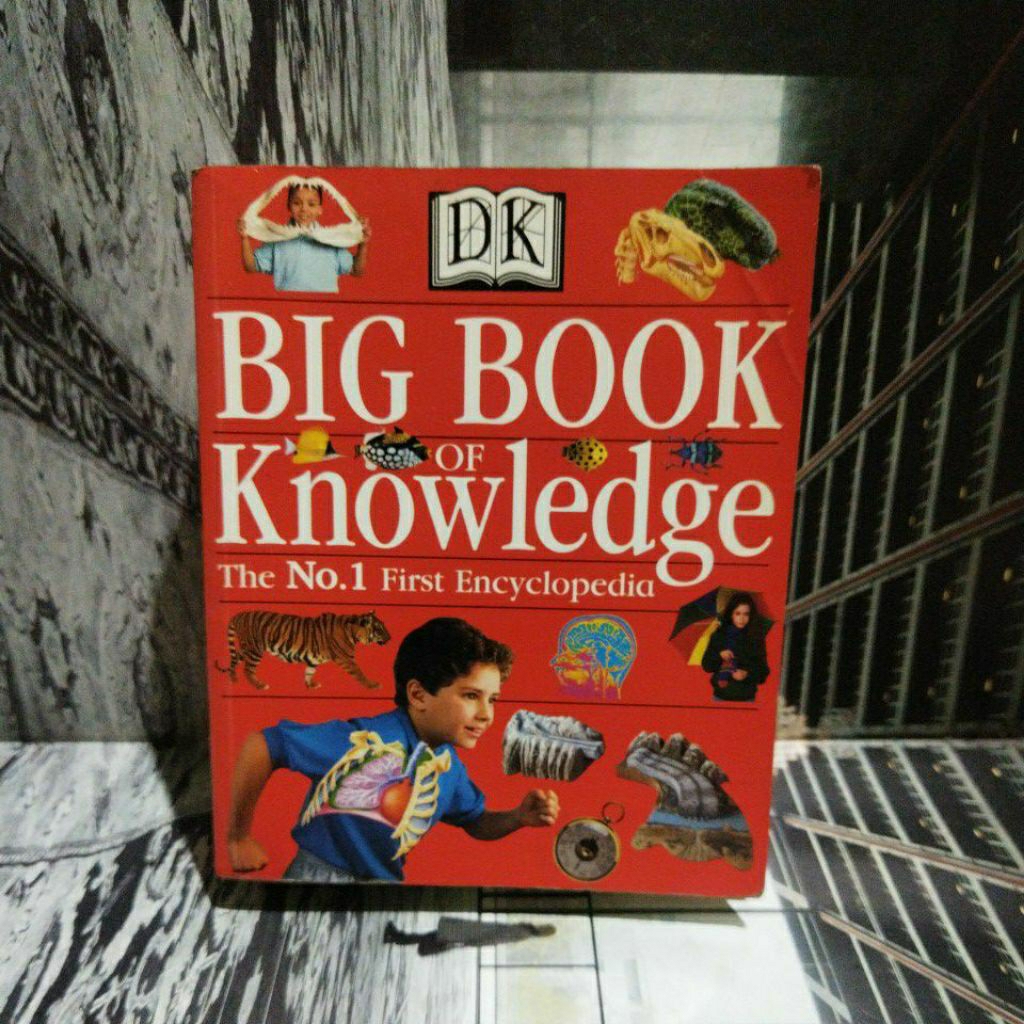 DK
BIG BOOK
OF
Knowledge
The No.1 First Encyclopedia